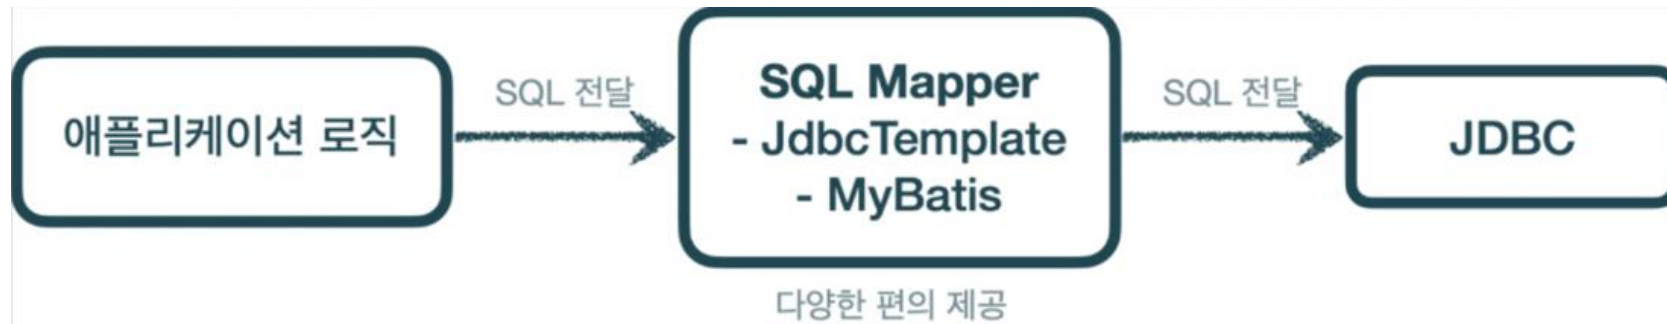 애플리케이션 로직
SQL 전달
SQL Mapper
- JdbcTemplate
- MyBatis
다양한 편의 제공
SQL 전달
JDBC